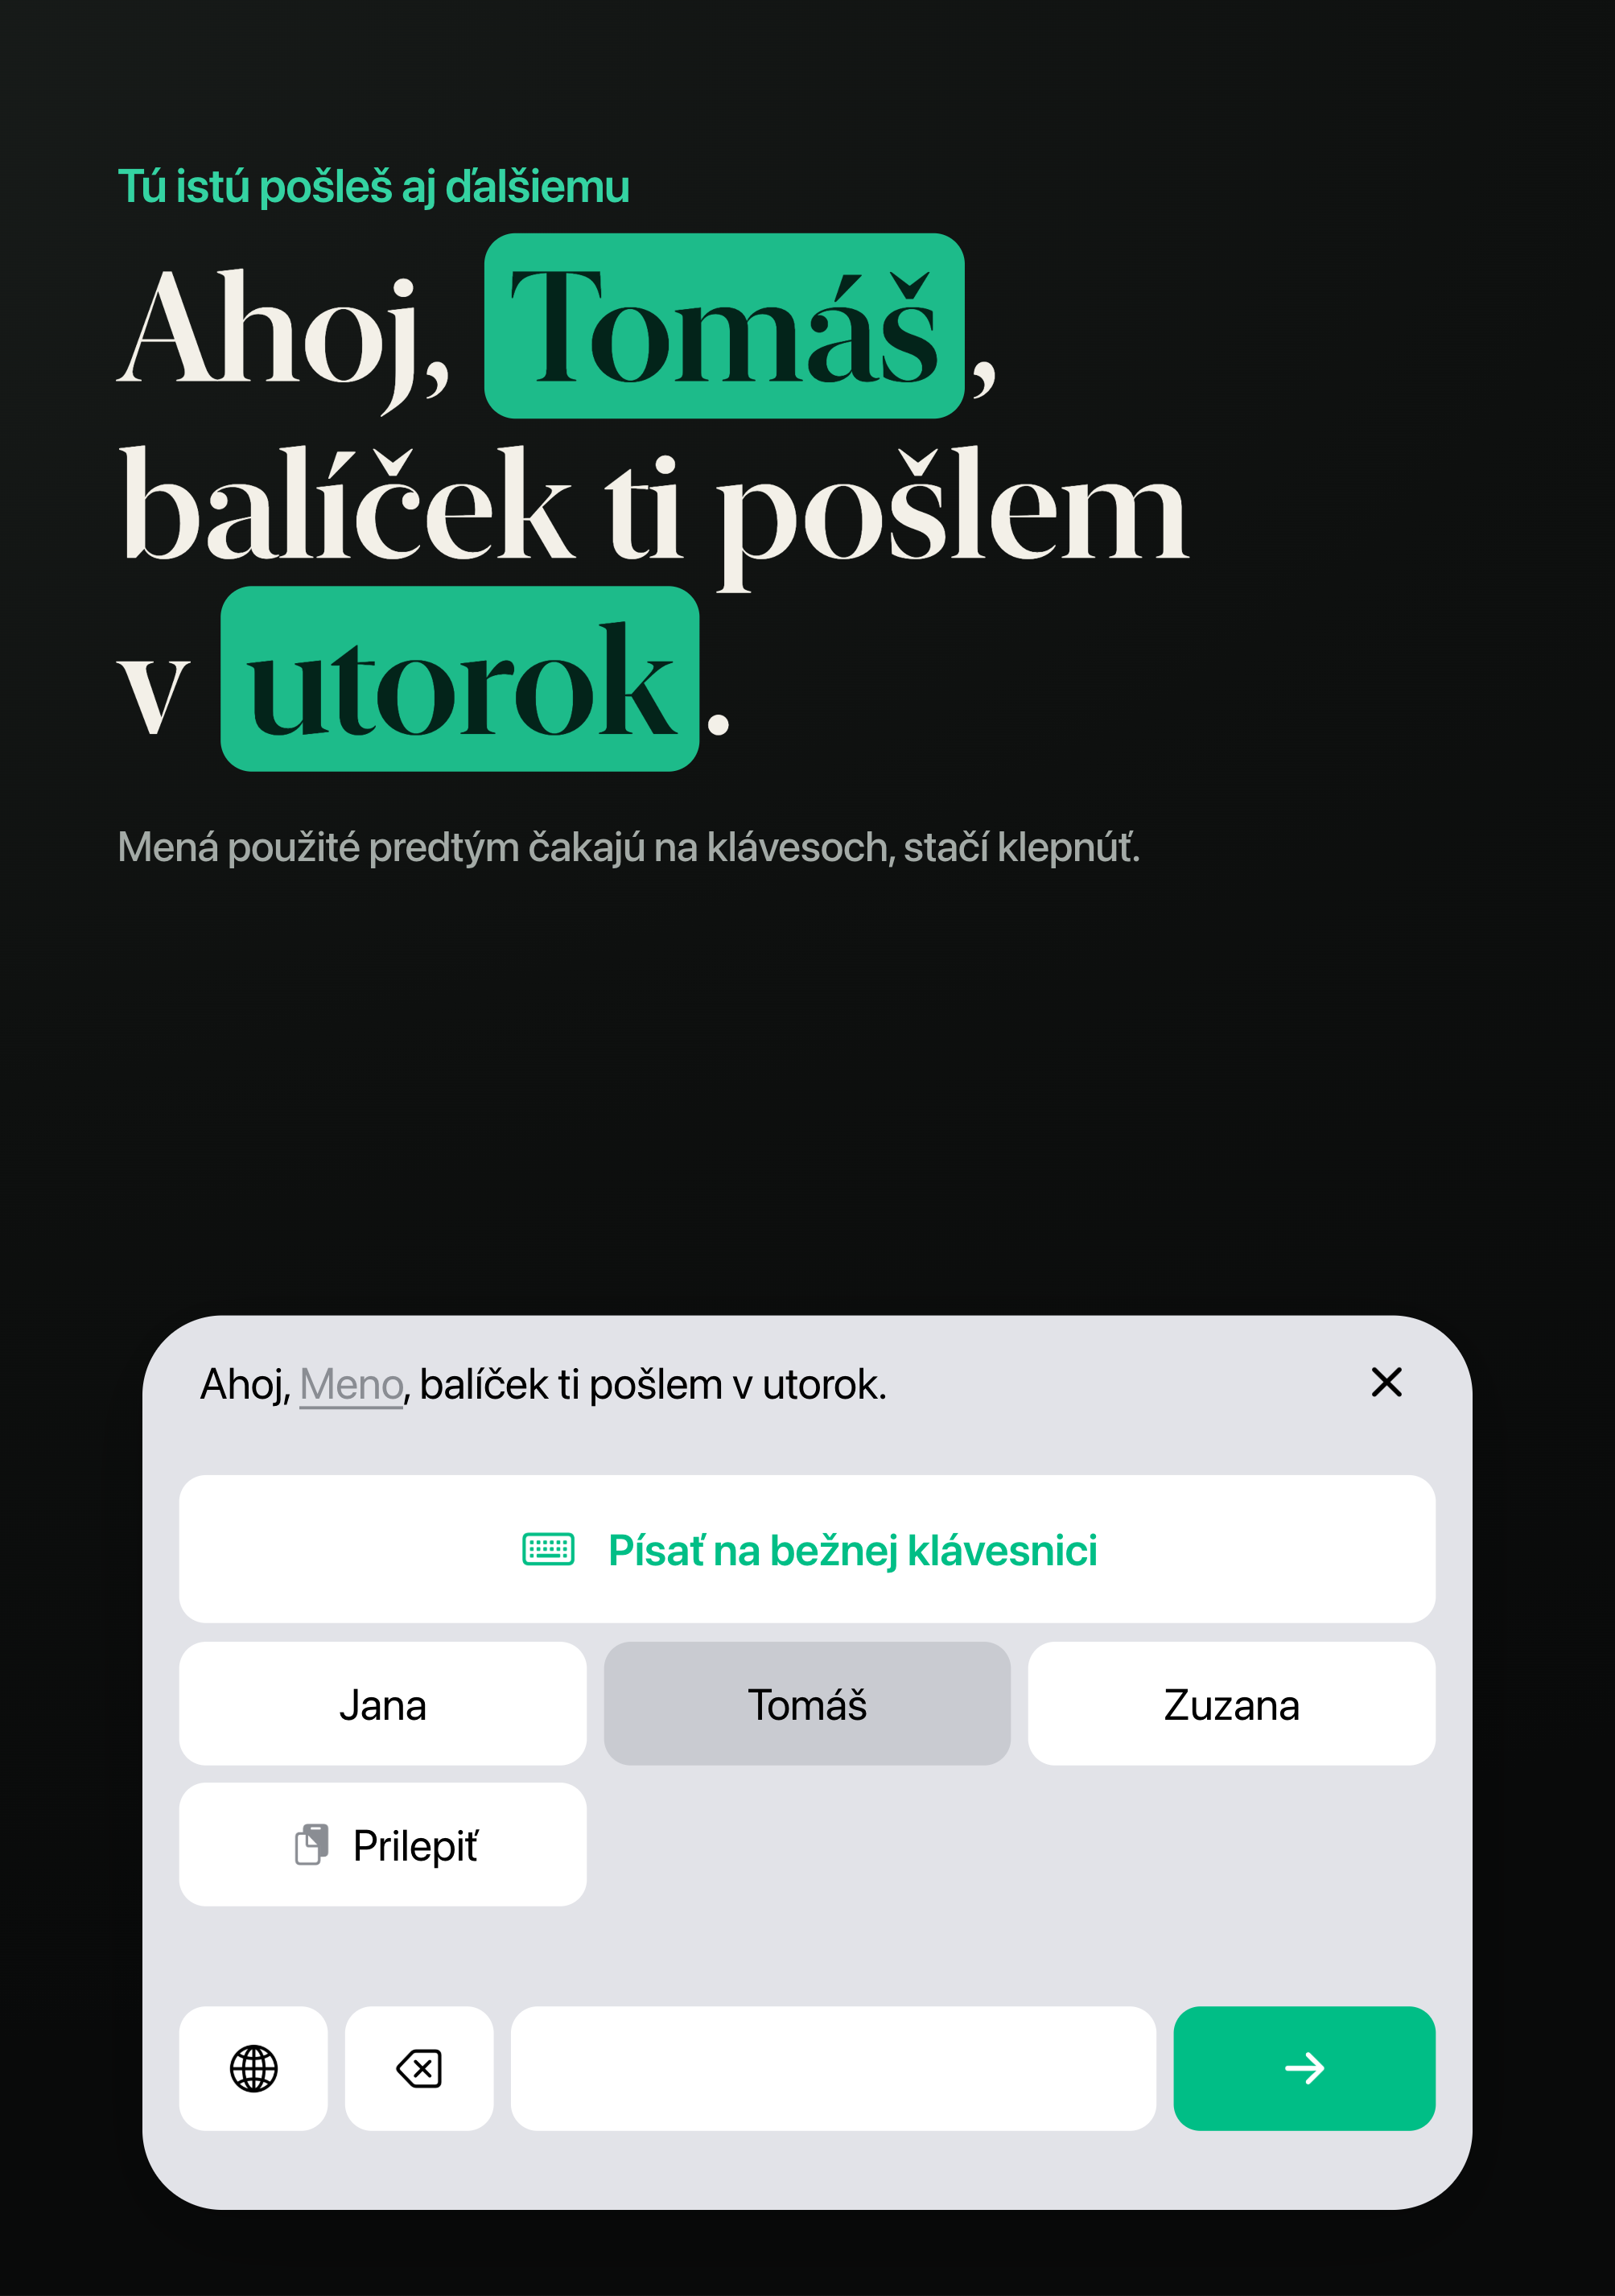 Tú istú pošleš aj ďalšiemu
Ahoj, Tomáš,
balíček ti pošlem
v utorok.
Mená použité predtým čakajú na klávesoch, stačí klepnúť.
Ahoj, Meno, balíček ti pošlem v utorok.
Písať na bežnej klávesnici
Jana
Tomáš
Zuzana
Prilepiť